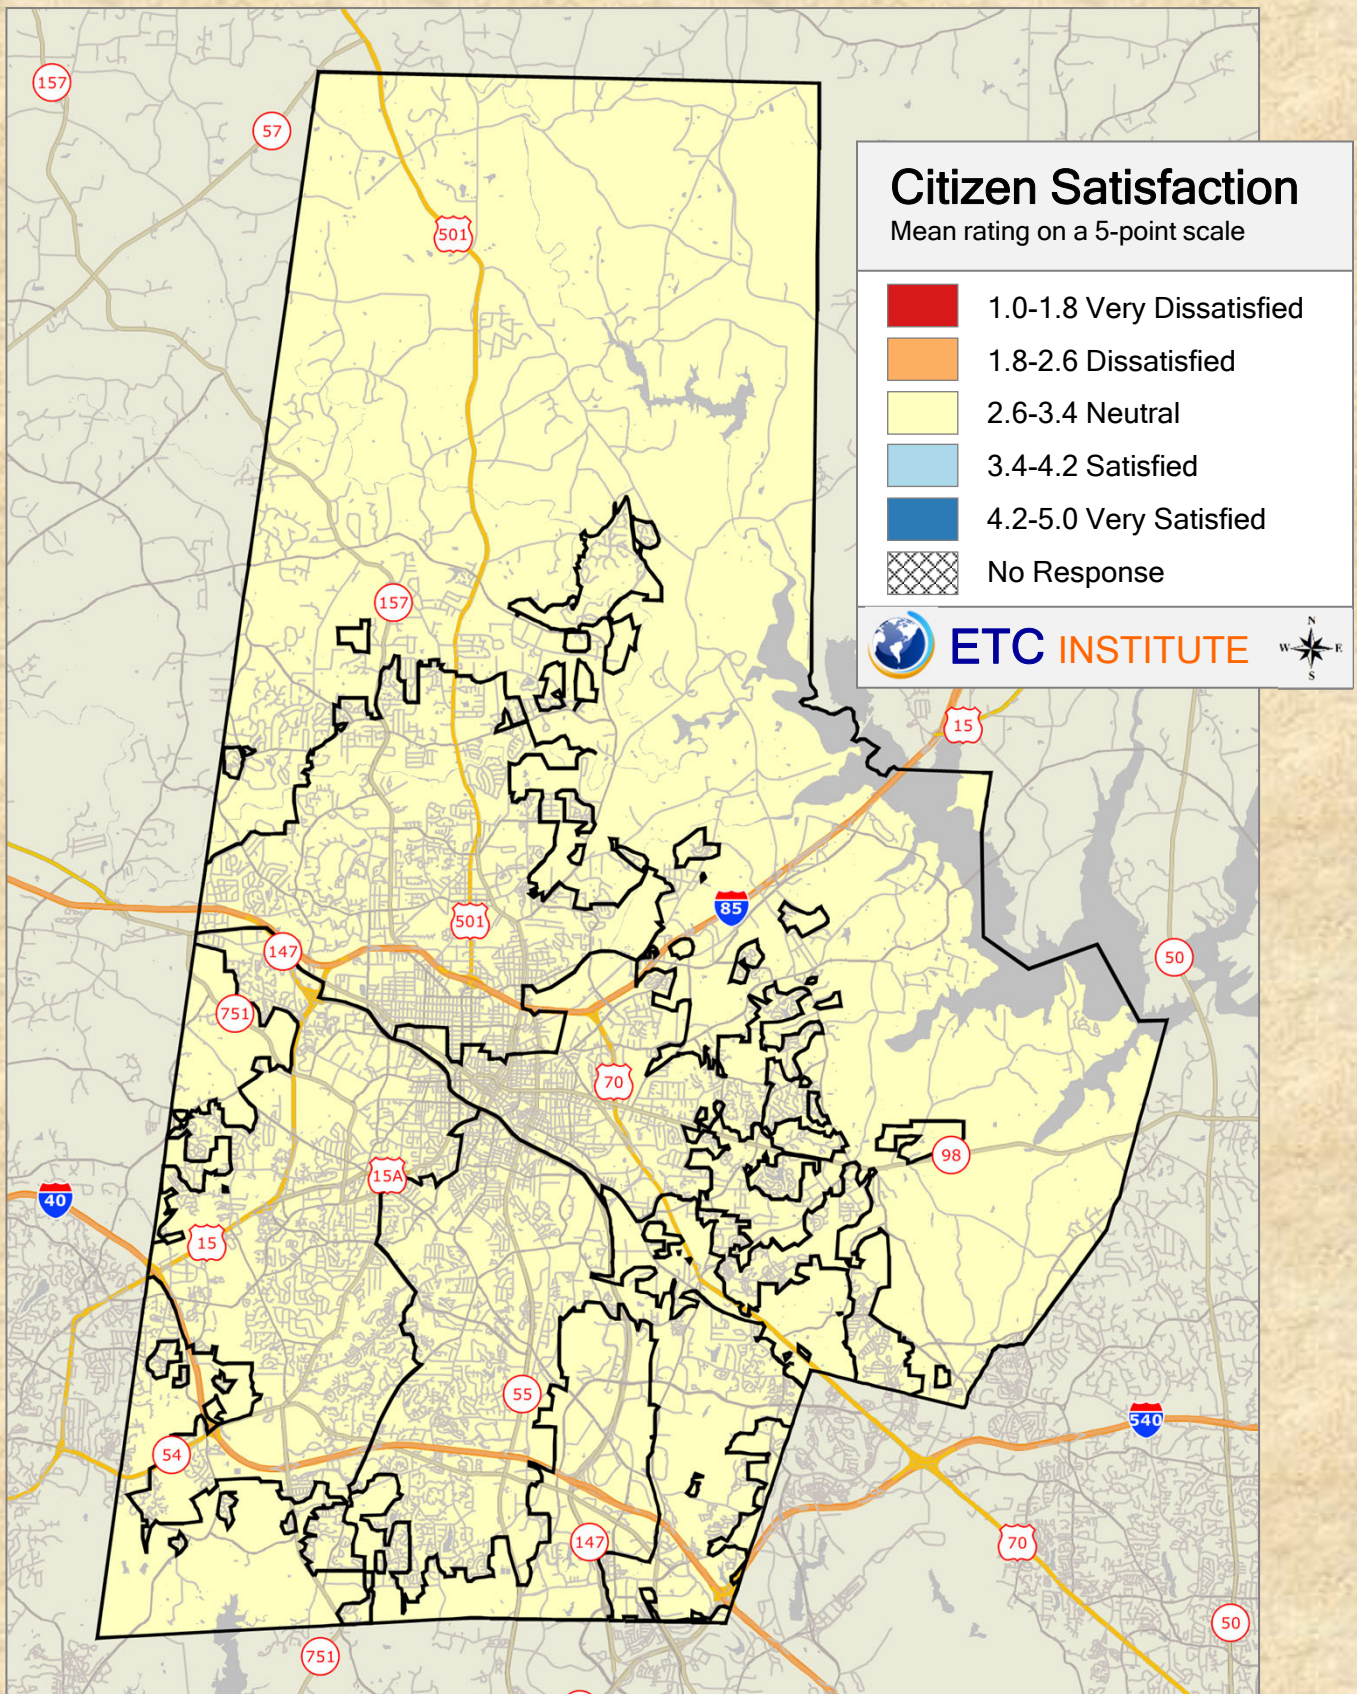 157
57
501
Citizen Satisfaction
Mean rating on a 5-point scale
1.0-1.8 Very Dissatisfied
1.8-2.6 Dissatisfied
2.6-3.4 Neutral
3.4-4.2 Satisfied
4.2-5.0 Very Satisfied
No Response
ETC INSTITUTE
N
W E
S
157
15
85
501
147
50
751
70
98
15A
40
15
55
540
54
147
70
50
751